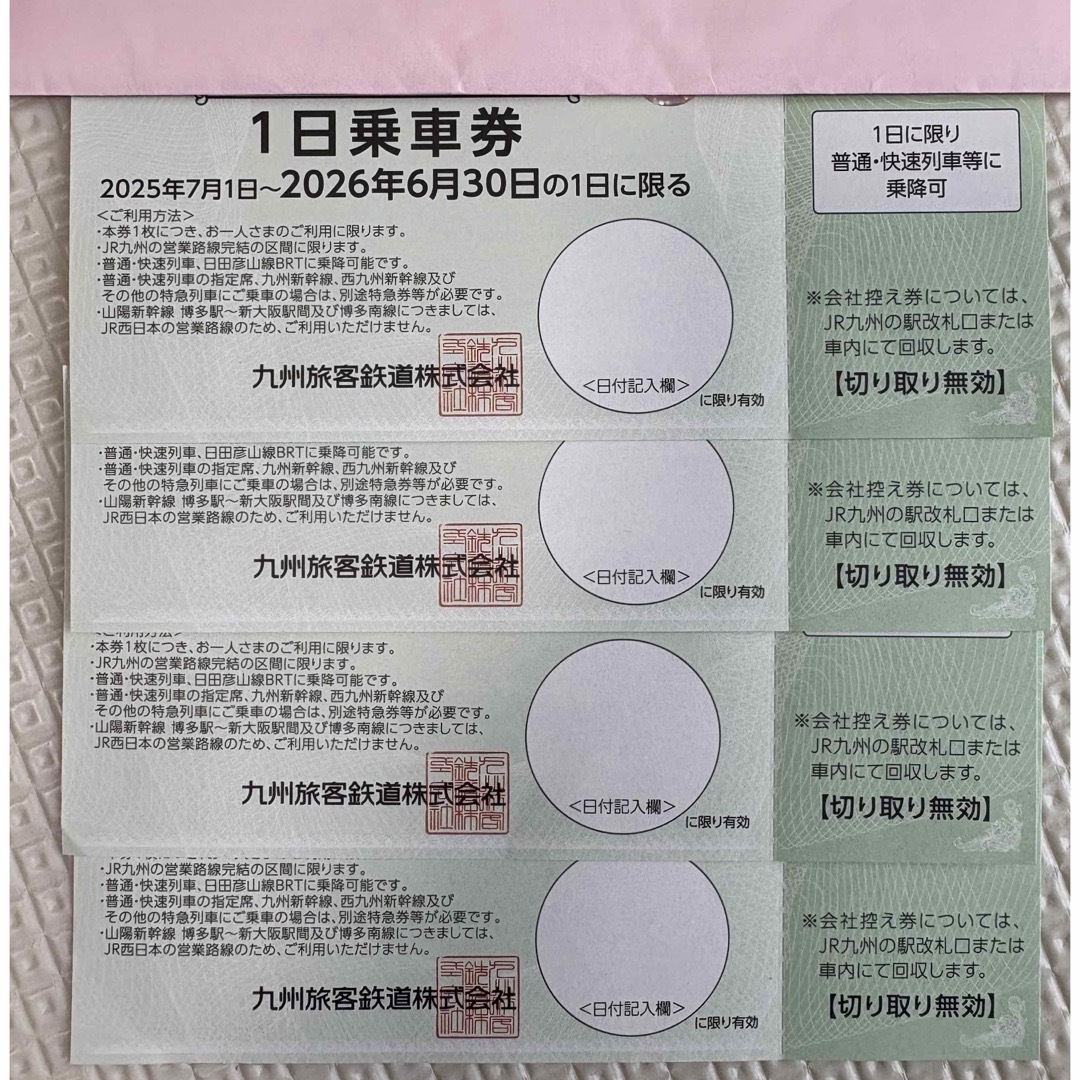 1日乗車券
2025年7月1日～2026年6月30日の1日に限る
＜ご利用方法＞
・本券1枚につき、お一人さまのご利用に限ります。
・JR九州の営業路線完結の区間に限ります。
・普通・快速列車、日田彦山線BRTに乗降可能です。
・普通・快速列車の指定席、九州新幹線、西九州新幹線及び
その他の特急列車にご乗車の場合は、別途特急券等が必要です。
・山陽新幹線 博多駅～新大阪駅間及び博多南線につきましては、
JR西日本の営業路線のため、ご利用いただけません。
九州旅客鉄道株式会社
＜日付記入欄＞
に限り有効
1日に限り
普通・快速列車等に
乗降可
※会社控え券については、
JR九州の駅改札口または
車内にて回収します。
【切り取り無効】
・普通・快速列車、日田彦山線BRTに乗降可能です。
・普通・快速列車の指定席、九州新幹線、西九州新幹線及び
その他の特急列車にご乗車の場合は、別途特急券等が必要です。
・山陽新幹線 博多駅～新大阪駅間及び博多南線につきましては、
JR西日本の営業路線のため、ご利用いただけません。
九州旅客鉄道株式会社
＜日付記入欄＞
に限り有効
※会社控え券については、
JR九州の駅改札口または
車内にて回収します。
【切り取り無効】
＜ご利用方法＞
・本券1枚につき、お一人さまのご利用に限ります。
・JR九州の営業路線完結の区間に限ります。
・普通・快速列車、日田彦山線BRTに乗降可能です。
・普通・快速列車の指定席、九州新幹線、西九州新幹線及び
その他の特急列車にご乗車の場合は、別途特急券等が必要です。
・山陽新幹線 博多駅～新大阪駅間及び博多南線につきましては、
JR西日本の営業路線のため、ご利用いただけません。
九州旅客鉄道株式会社
＜日付記入欄＞
に限り有効
※会社控え券については、
JR九州の駅改札口または
車内にて回収します。
【切り取り無効】
・JR九州の営業路線完結の区間に限ります。
・普通・快速列車、日田彦山線BRTに乗降可能です。
・普通・快速列車の指定席、九州新幹線、西九州新幹線及び
その他の特急列車にご乗車の場合は、別途特急券等が必要です。
・山陽新幹線 博多駅～新大阪駅間及び博多南線につきましては、
JR西日本の営業路線のため、ご利用いただけません。
九州旅客鉄道株式会社
＜日付記入欄＞
に限り有効
※会社控え券については、
JR九州の駅改札口または
車内にて回収します。
【切り取り無効】